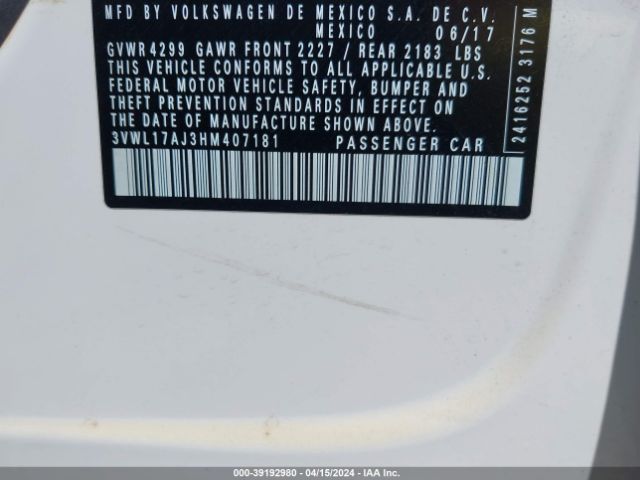 MFD BY VOLKSWAGEN DE MEXICO S.A. DE C.V.
MEXICO 06/17
GVWR 4299 GAWR FRONT 2227 / REAR 2183 LBS
THIS VEHICLE CONFORMS TO ALL APPLICABLE U.S.
FEDERAL MOTOR VEHICLE SAFETY, BUMPER AND
THEFT PREVENTION STANDARDS IN EFFECT ON
THE DATE OF MANUFACTURE SHOWN ABOVE.
3VWL17AJ3HM407181 PASSENGER CAR
2416252 3176 M
000-39192980 - 04/15/2024 - IAA Inc.